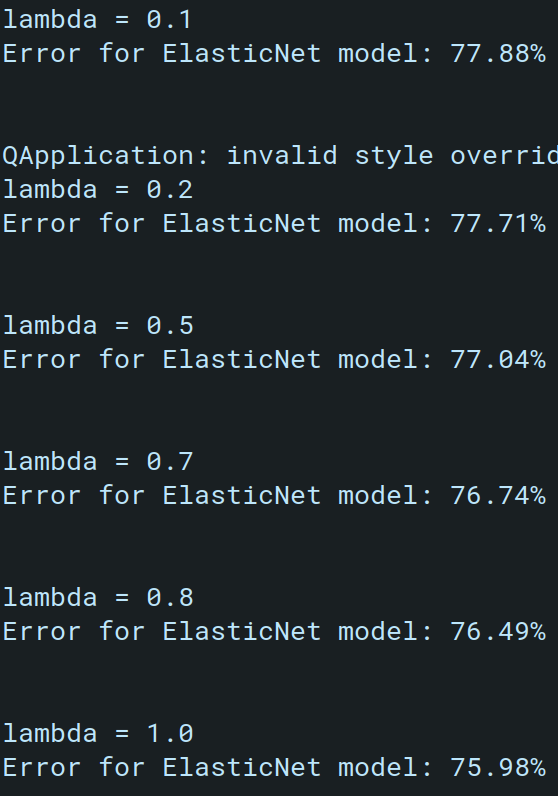 lambda = 0.1
Error for ElasticNet model: 77.88%
QApplication: invalid style overrid
lambda = 0.2
Error for ElasticNet model: 77.71%
lambda = 0.5
Error for ElasticNet model: 77.04%
lambda = 0.7
Error for ElasticNet model: 76.74%
lambda = 0.8
Error for ElasticNet model: 76.49%
lambda = 1.0
Error for ElasticNet model: 75.98%